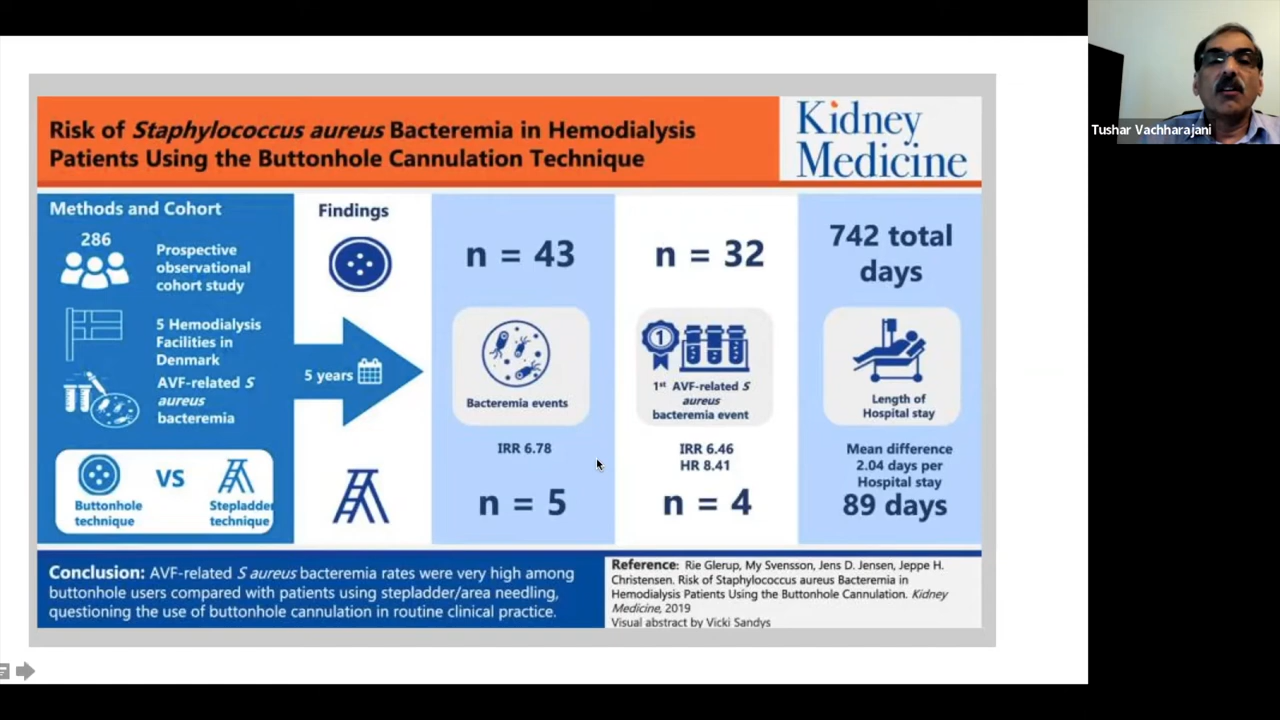 Risk of Staphylococcus aureus Bacteremia in Hemodialysis
Patients Using the Buttonhole Cannulation Technique
Kidney
Medicine
Methods and Cohort
286
Prospective
observational
cohort study
5 Hemodialysis
Facilities in
Denmark
AVF-related S
aureus
bacteremia
Buttonhole
technique
VS
Stepladder
technique
Findings
5 years
n = 43
Bacteremia events
IRR 6.78
n = 5
n = 32
1
1st AVF-related S
aureus
bacteremia event
IRR 6.46
HR 8.41
n = 4
742 total
days
Length of
Hospital stay
Mean difference
2.04 days per
Hospital stay
89 days
Conclusion: AVF-related S aureus bacteremia rates were very high among
buttonhole users compared with patients using stepladder/area needling,
questioning the use of buttonhole cannulation in routine clinical practice.
Reference: Rie Glerup, My Svensson, Jens D. Jensen, Jeppe H.
Christensen. Risk of Staphylococcus aureus Bacteremia in
Hemodialysis Patients Using the Buttonhole Cannulation. Kidney
Medicine, 2019
Visual abstract by Vicki Sandys
Tushar Vachharajani